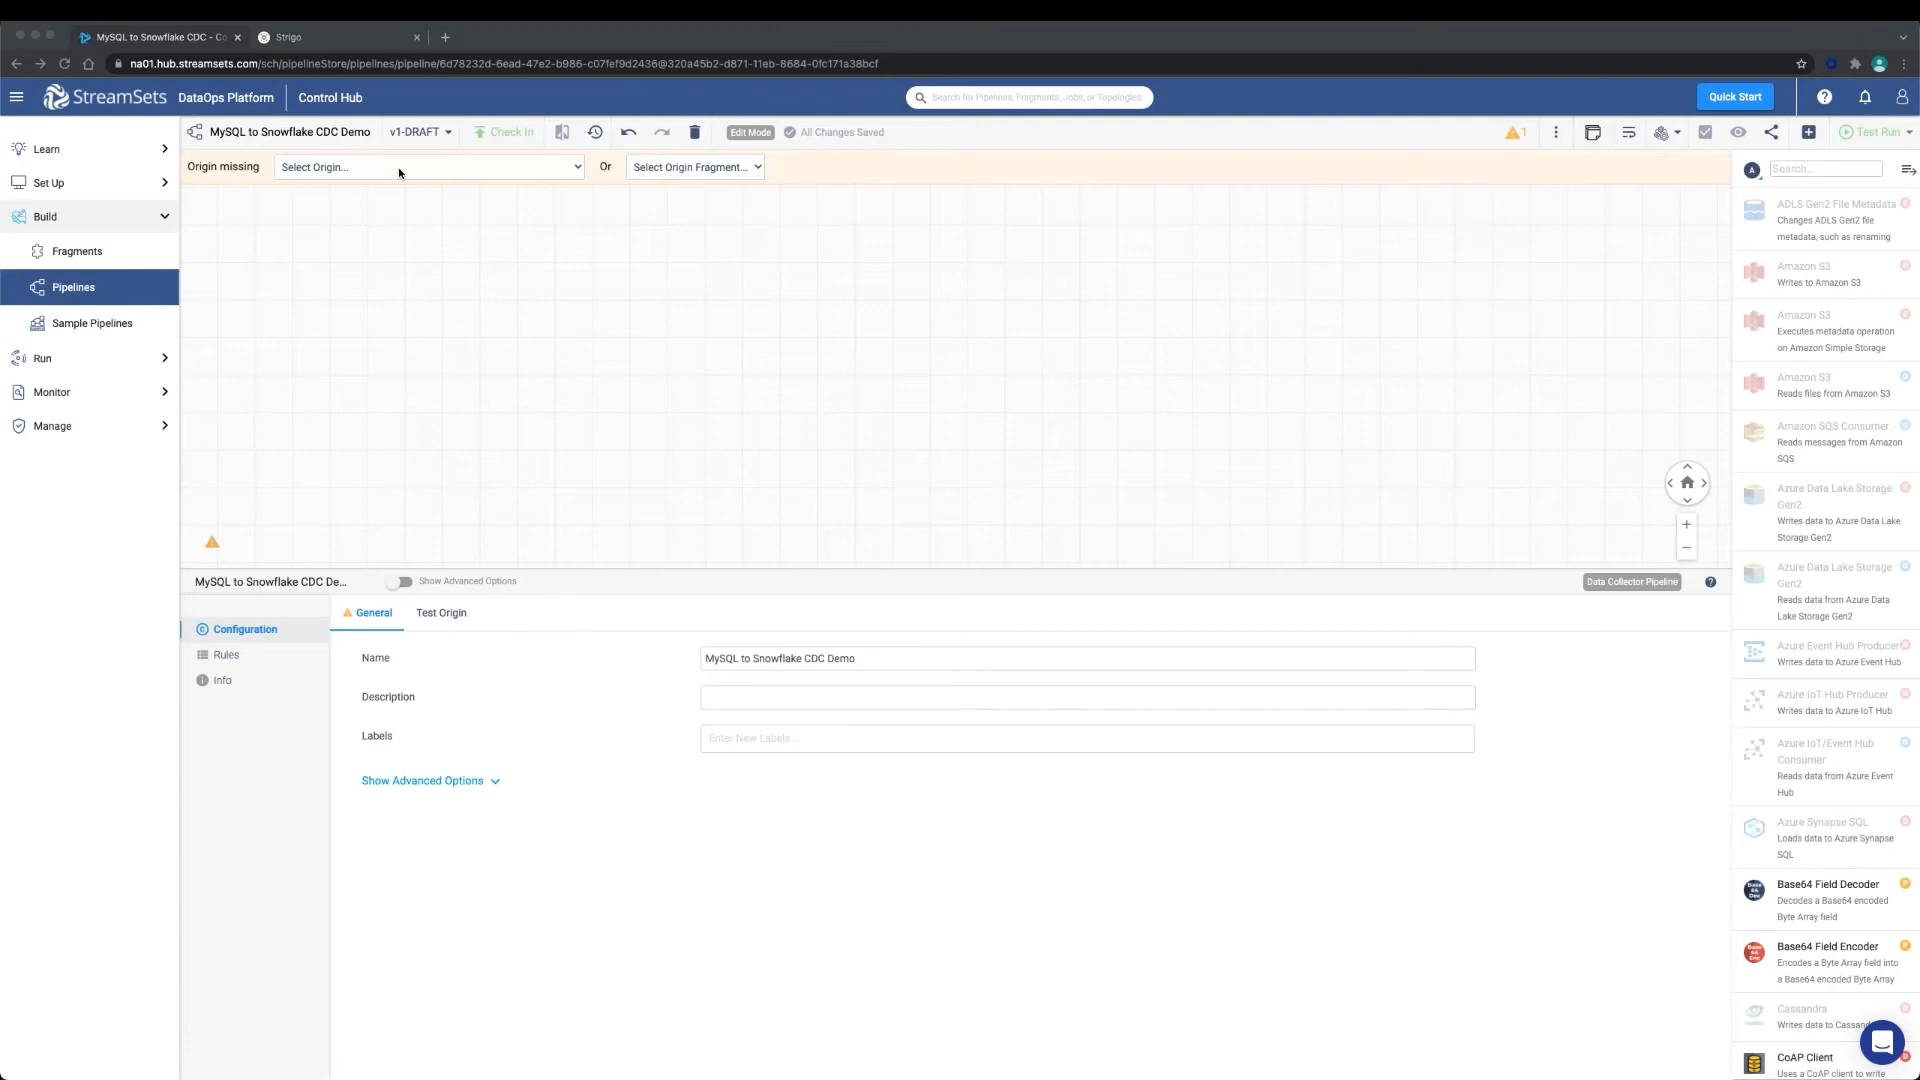 MySQL to Snowflake CDC - Co
Strigo
na01.hub.streamsets.com/sch/pipelineStore/pipelines/pipeline/6d78232d-6ead-47e2-b986-c07fef9d2436@320a45b2-d871-11eb-8684-0fc171a38bcf
StreamSets DataOps Platform Control Hub
Search for Pipelines, Fragments, Jobs, or Topologies
Quick Start
MySQL to Snowflake CDC Demo
v1-DRAFT
Check In
Edit Mode
All Changes Saved
1
Test Run
Learn
Set Up
Build
Fragments
Pipelines
Sample Pipelines
Run
Monitor
Manage
Origin missing
Select Origin...
Or
Select Origin Fragment...
A
Search...
ADLS Gen2 File Metadata E
Changes ADLS Gen2 file
metadata, such as renaming
Amazon S3 D
Writes to Amazon S3
Amazon S3 E
Executes metadata operation
on Amazon Simple Storage
Amazon S3 O
Reads files from Amazon S3
Amazon SQS Consumer O
Reads messages from Amazon
SQS
Azure Data Lake Storage D
Gen2
Writes data to Azure Data Lake
Storage Gen2
Azure Data Lake Storage O
Gen2
Reads data from Azure Data
Lake Storage Gen2
Azure Event Hub Producer D
Writes data to Azure Event Hub
Azure IoT Hub Producer D
Writes data to Azure IoT Hub
Azure IoT/Event Hub O
Consumer
Reads data from Azure Event
Hub
Azure Synapse SQL D
Loads data to Azure Synapse
SQL
Base64 Field Decoder P
Decodes a Base64 encoded
Byte Array field
Base64 Field Encoder P
Encodes a Byte Array field into
a Base64 encoded Byte Array
Cassandra D
Writes data to Cassand
CoAP Client D
Uses a CoAP client to write
MySQL to Snowflake CDC De...
Show Advanced Options
Data Collector Pipeline
Configuration
Rules
Info
General
Test Origin
Name
MySQL to Snowflake CDC Demo
Description
Labels
Enter New Labels ...
Show Advanced Options